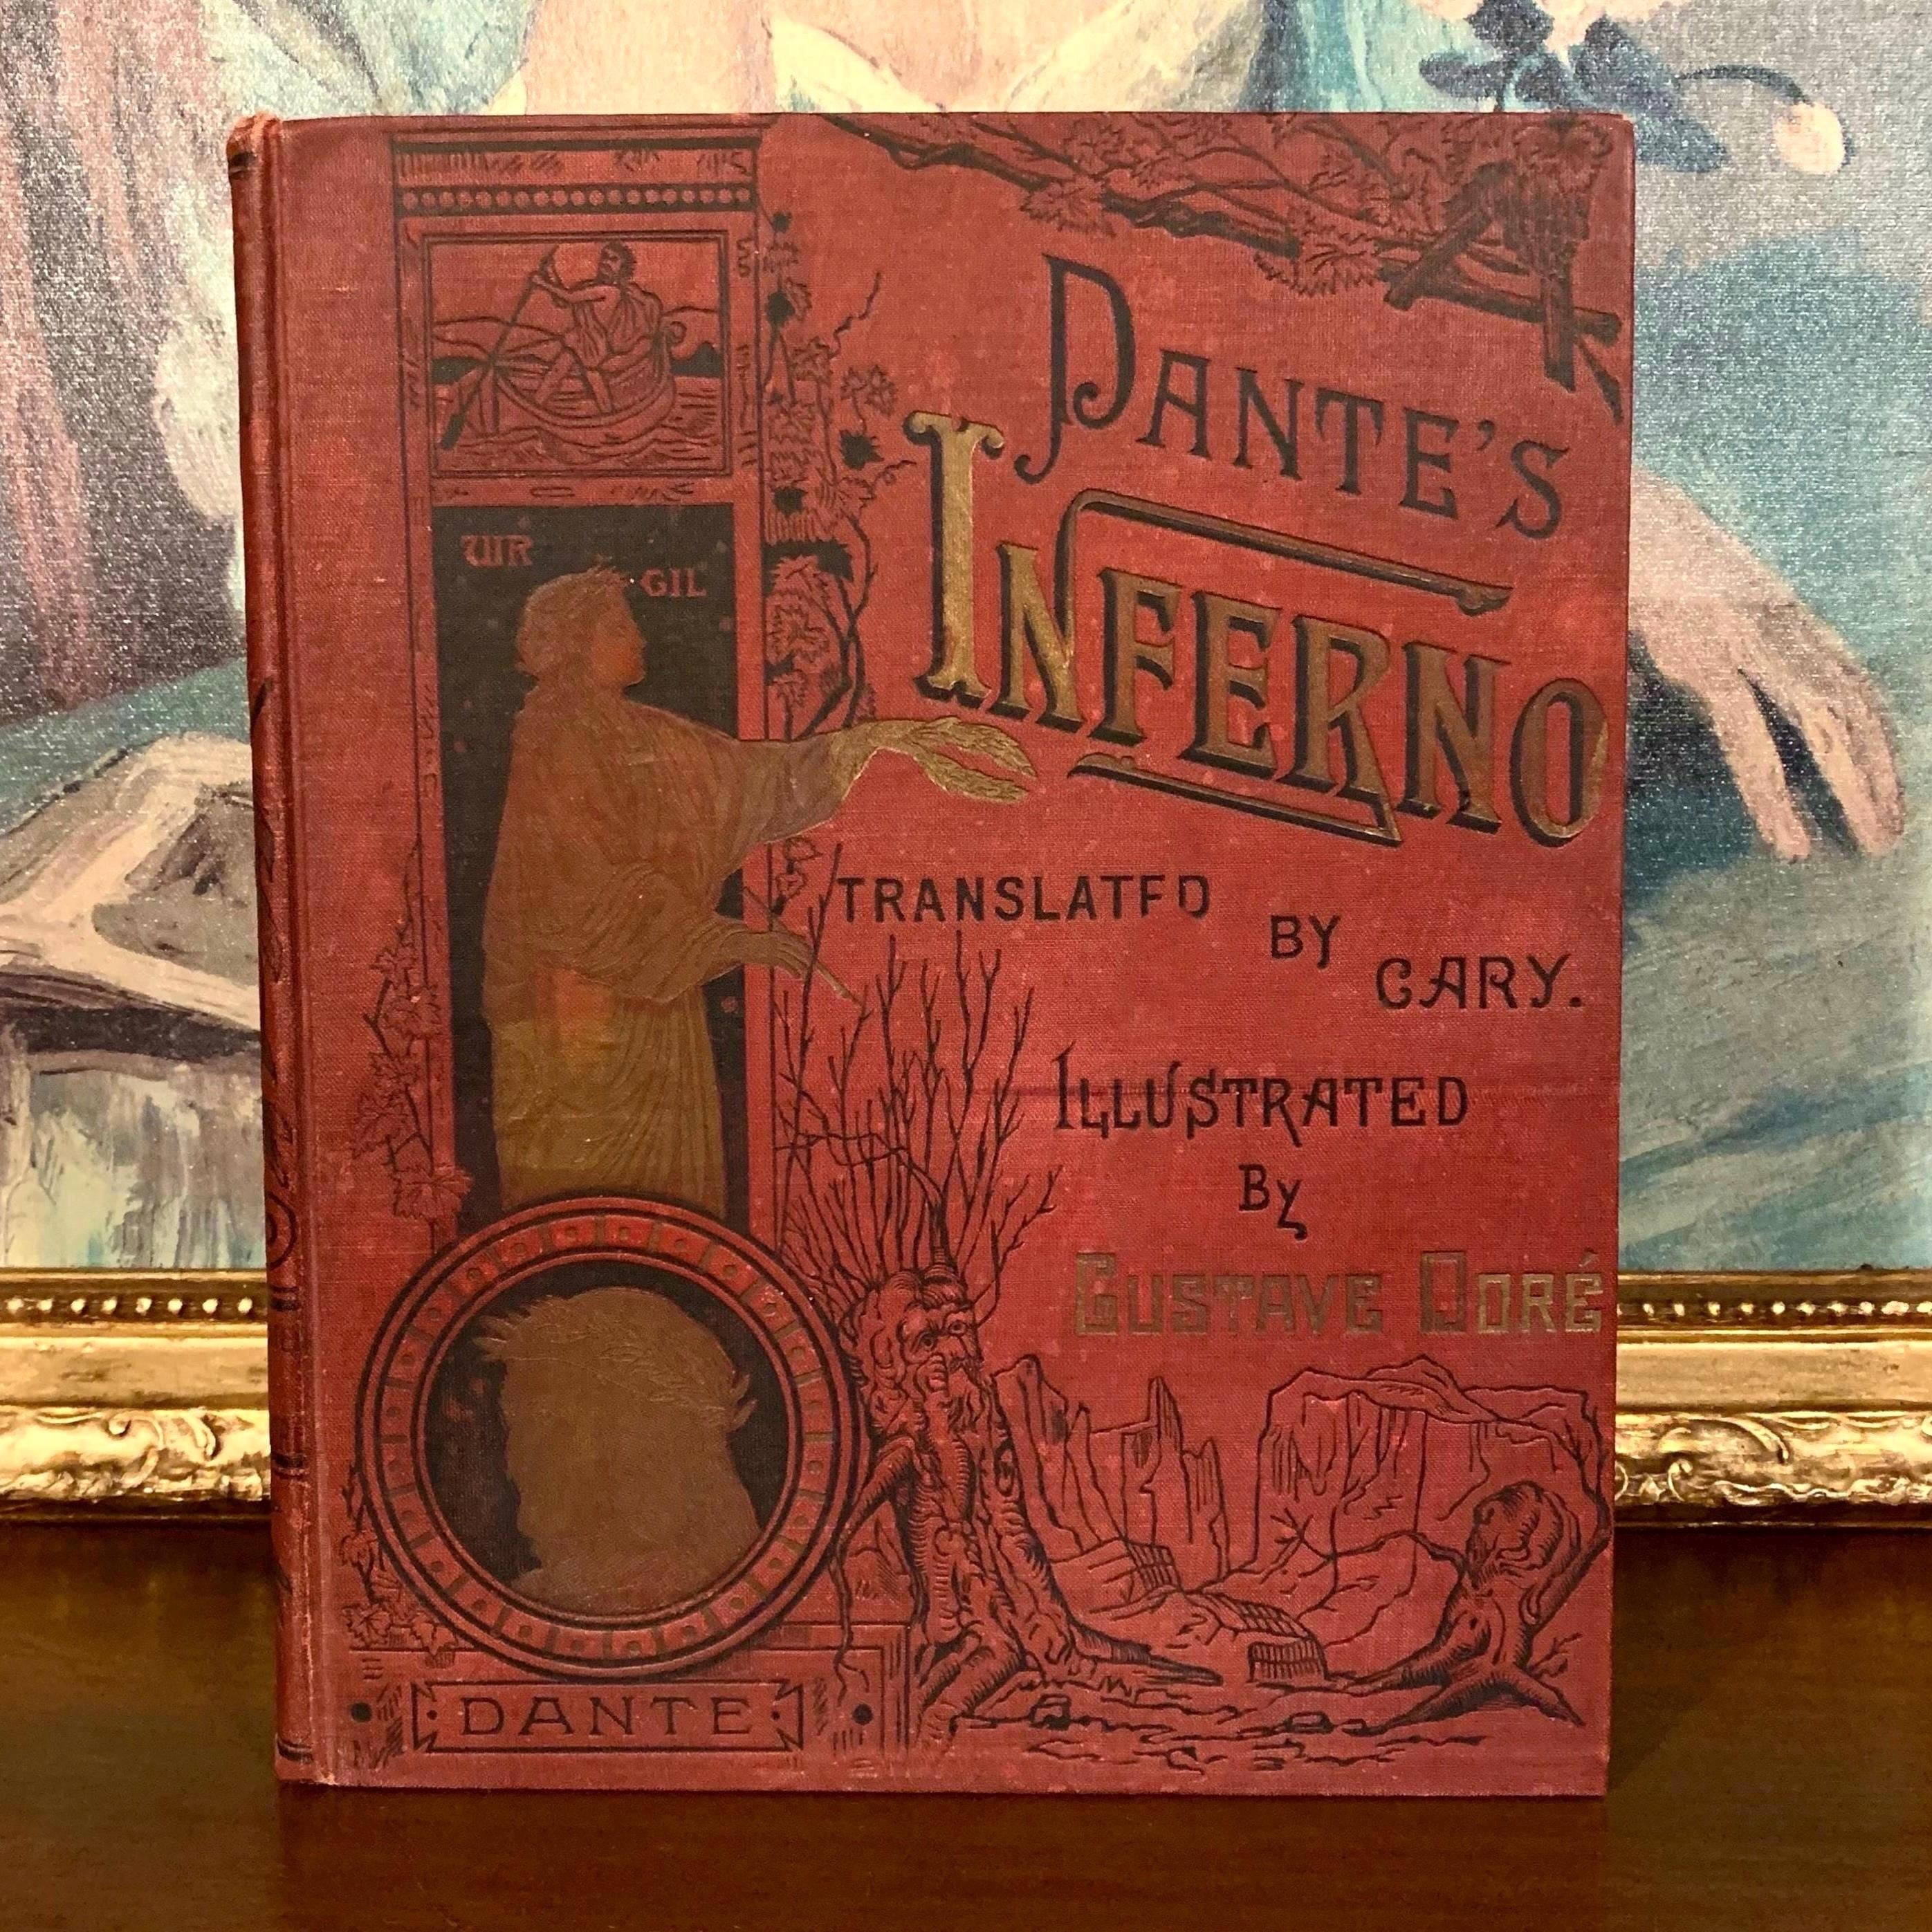 DANTE'S
INFERNO
VIR
GIL
TRANSLATED
BY
CARY.
ILLUSTRATED
By
GUSTAVE DORÉ
DANTE